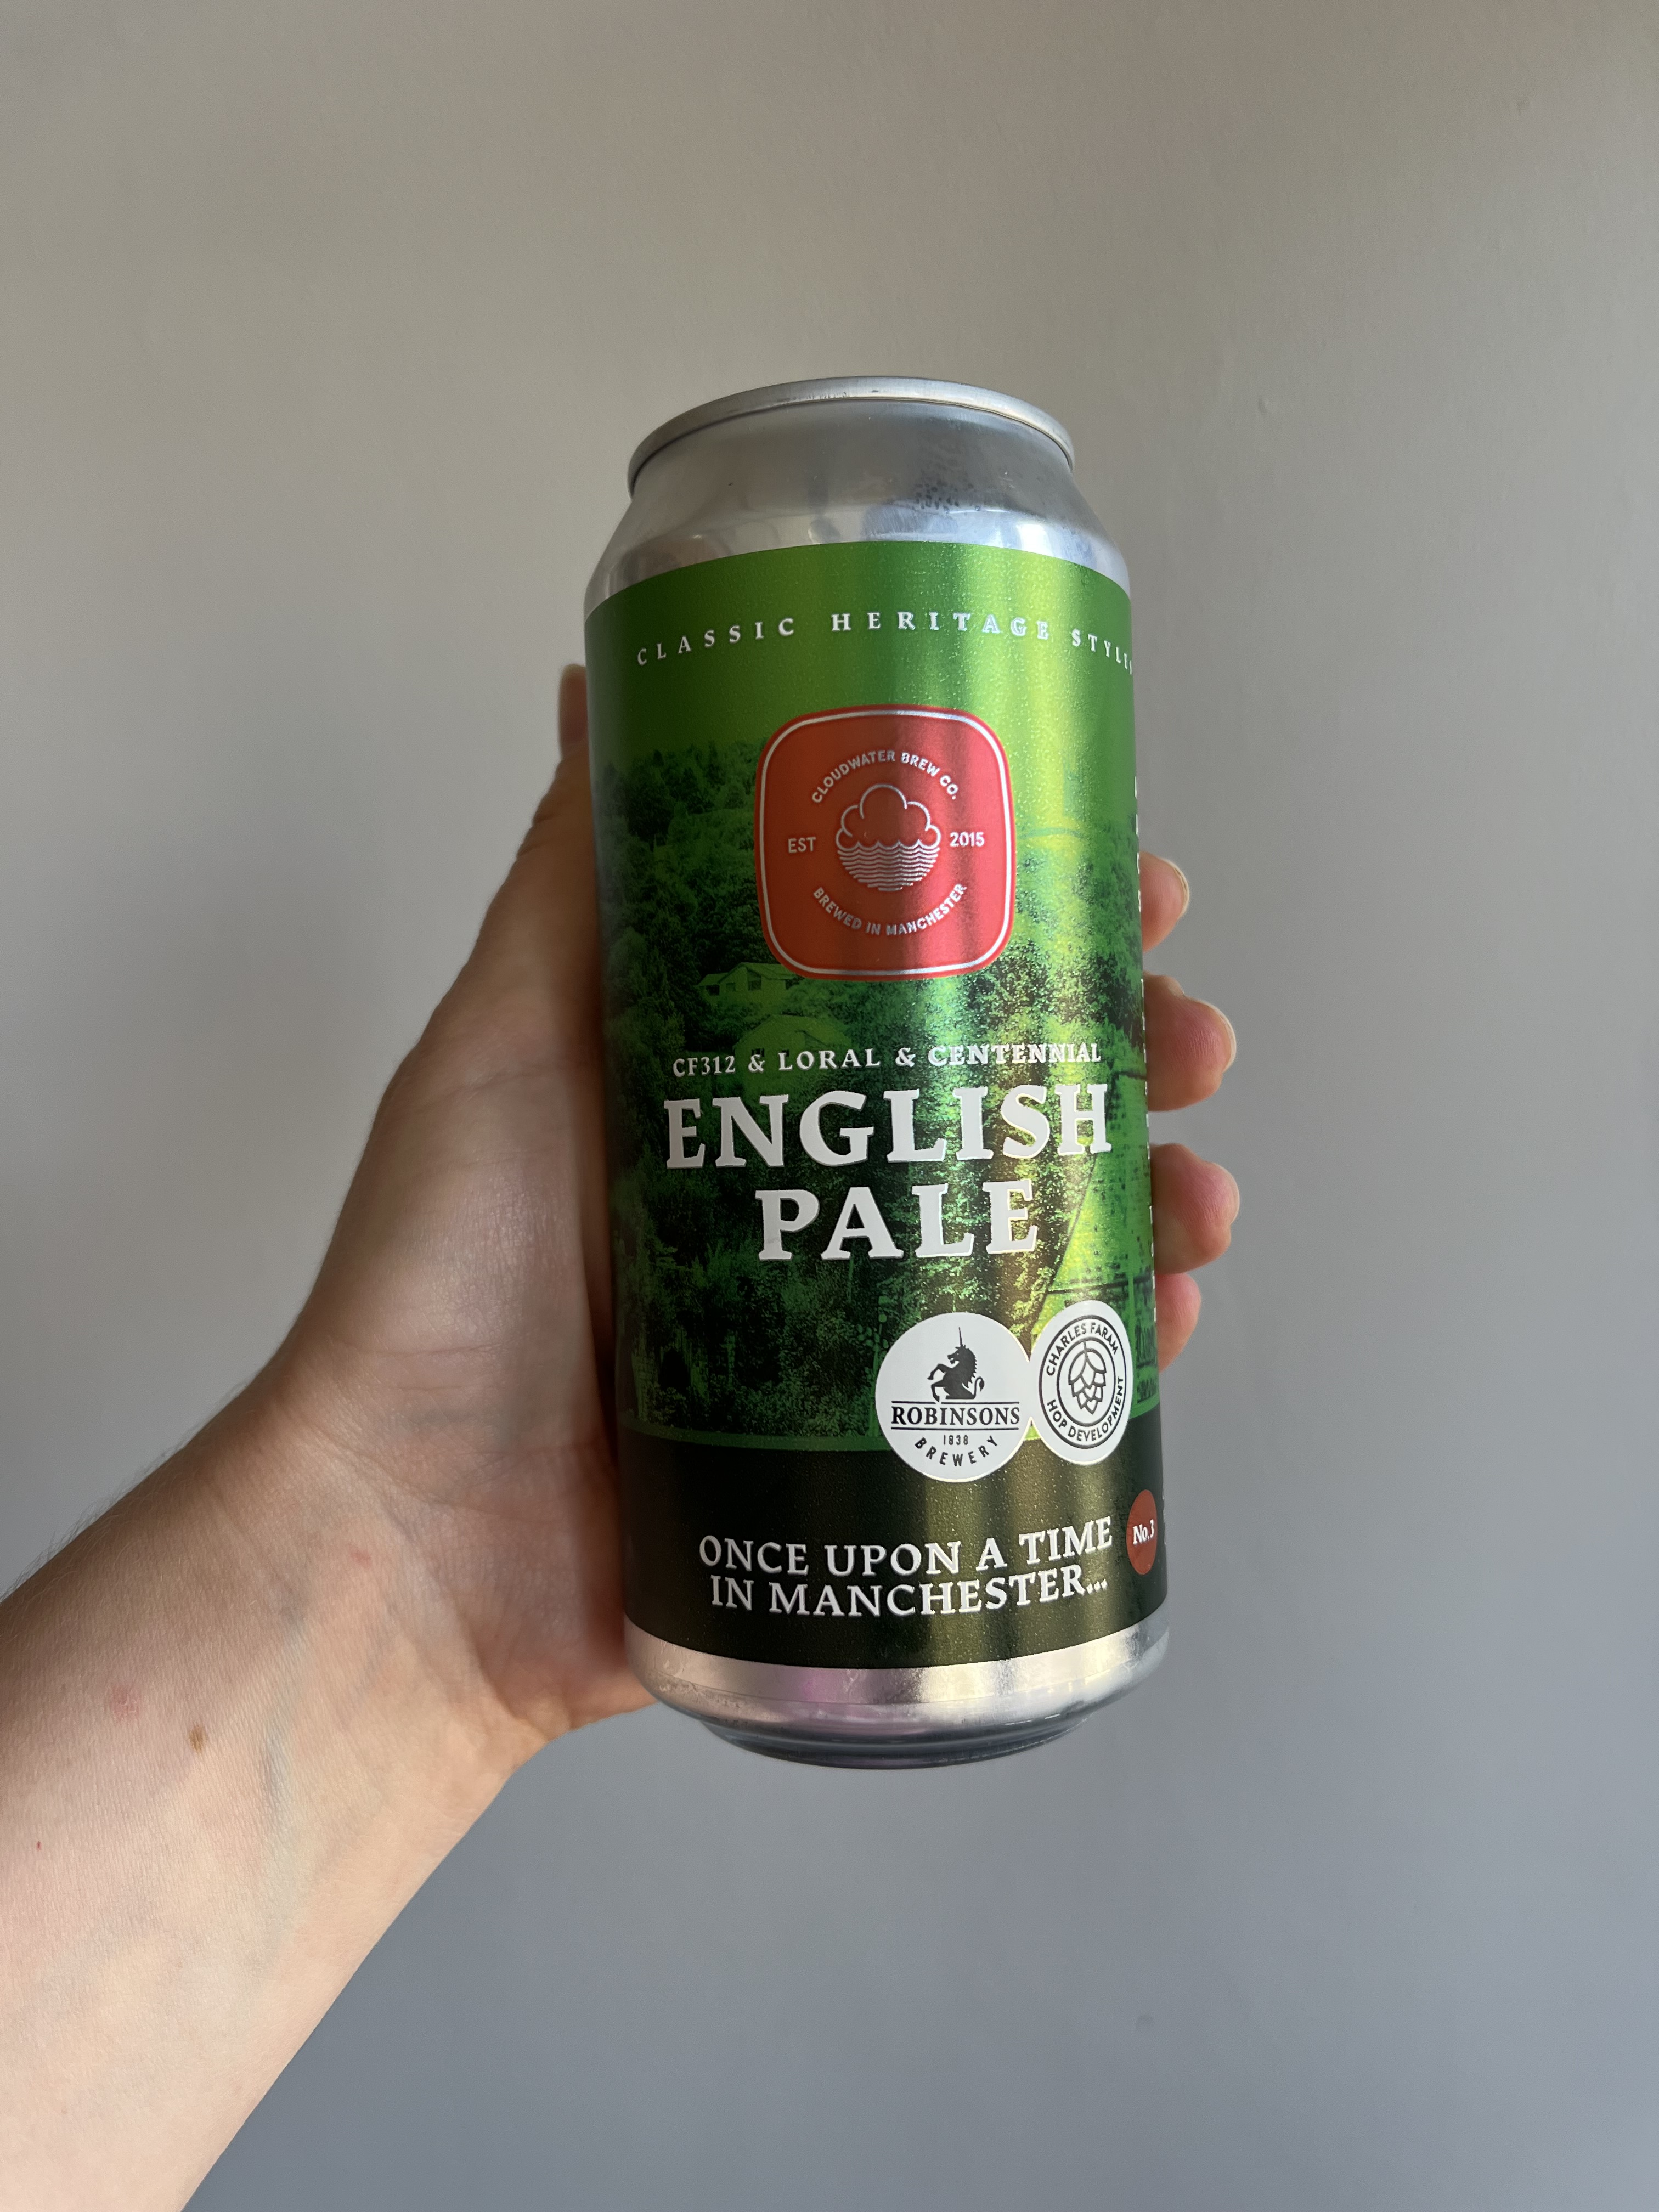 CLASSIC HERITAGE STYLES
CLOUDWATER BREW CO.
EST 2015
BREWED IN MANCHESTER
CF312 & LORAL & CENTENNIAL
ENGLISH
PALE
ROBINSONS
1838
BREWERY
CHARLES FARAM
HOP DEVELOPMENT
ONCE UPON A TIME
IN MANCHESTER...
No.3